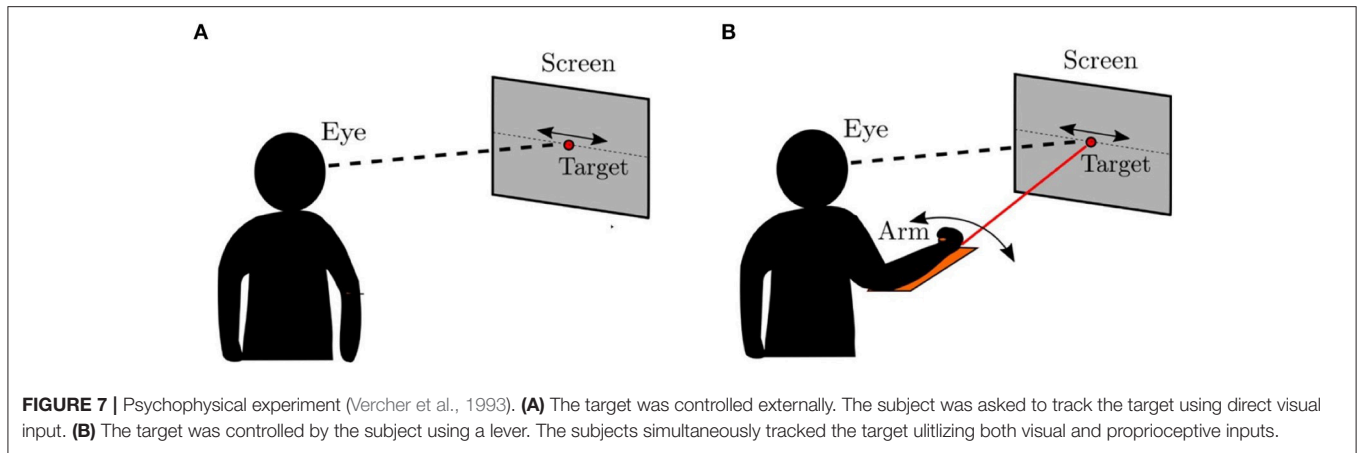 A
Screen
Eye
Target
B
Screen
Eye
Target
Arm
FIGURE 7 | Psychophysical experiment (Vercher et al., 1993). (A) The target was controlled externally. The subject was asked to track the target using direct visual
input. (B) The target was controlled by the subject using a lever. The subjects simultaneously tracked the target ulitlizing both visual and proprioceptive inputs.